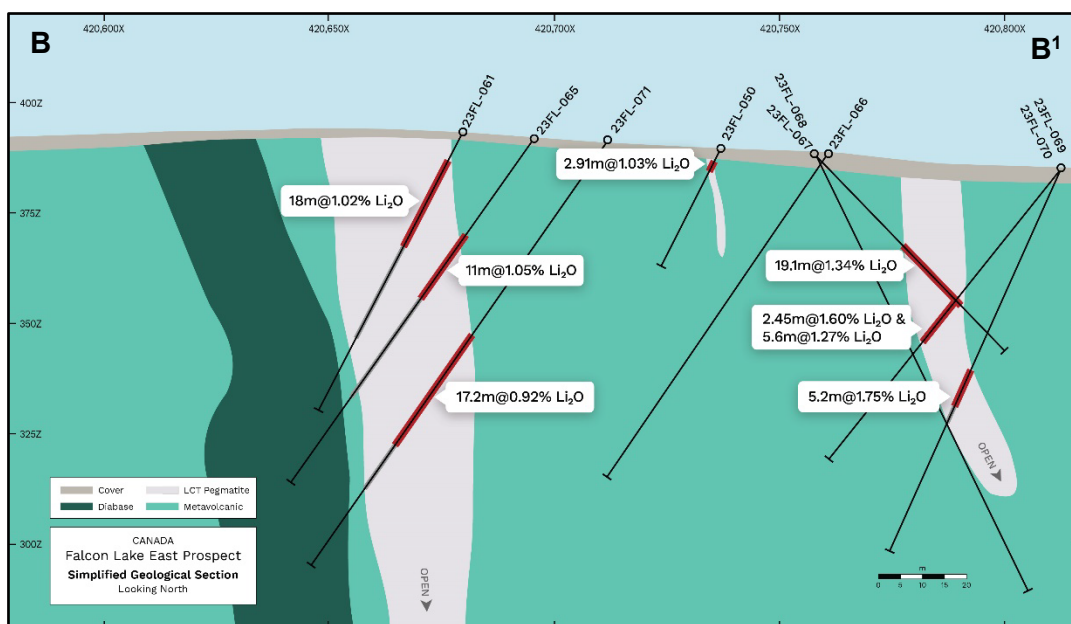 420,600X
420,650X
420,700X
420,750X
420,800X
B
B¹
400Z
375Z
350Z
325Z
300Z
23FL-061
23FL-065
23FL-071
23FL-050
23FL-068
23FL-067
23FL-066
23FL-069
23FL-070
18m@1.02% Li₂O
11m@1.05% Li₂O
17.2m@0.92% Li₂O
2.91m@1.03% Li₂O
19.1m@1.34% Li₂O
2.45m@1.60% Li₂O &
5.6m@1.27% Li₂O
5.2m@1.75% Li₂O
OPEN
OPEN
Cover
LCT Pegmatite
Diabase
Metavolcanic
CANADA
Falcon Lake East Prospect
Simplified Geological Section
Looking North
m
0 5 10 15 20